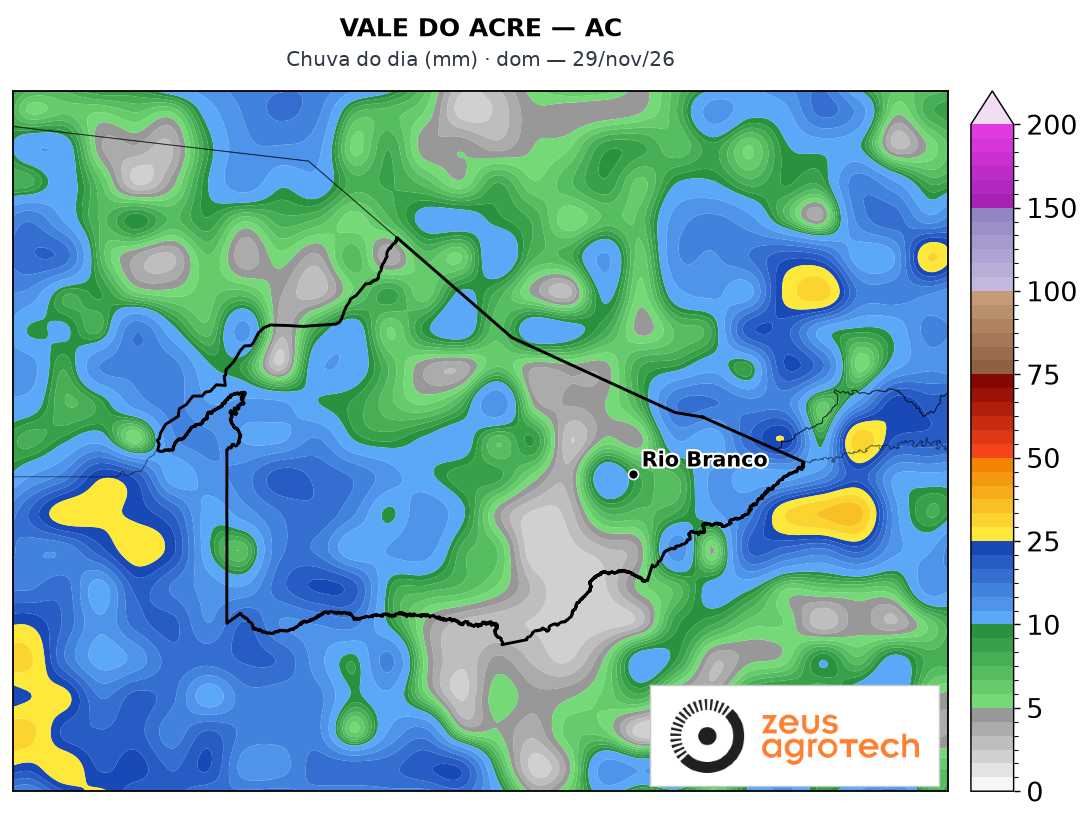 VALE DO ACRE — AC
Chuva do dia (mm) · dom — 29/nov/26
200
150
100
75
50
25
10
5
0
Rio Branco
zeus
agrotech